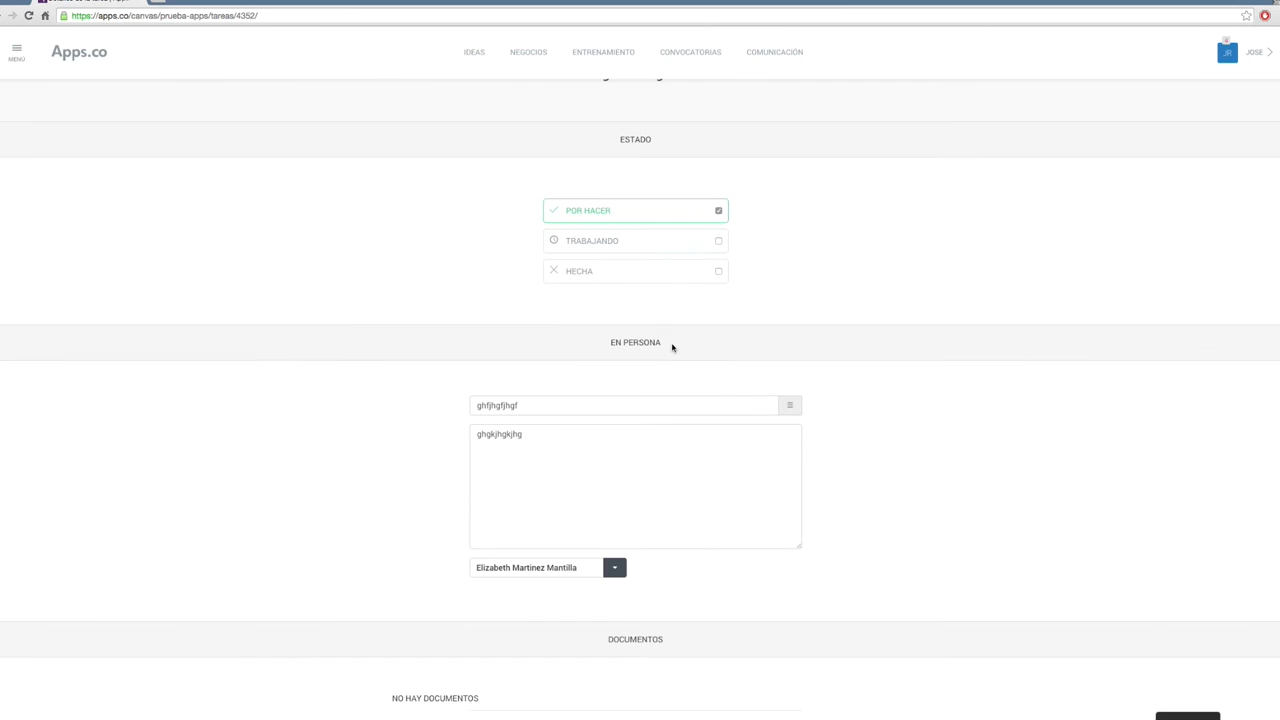 https://apps.co/canvas/prueba-apps/tareas/4352/
MENÚ
Apps.co
IDEAS
NEGOCIOS
ENTRENAMIENTO
CONVOCATORIAS
COMUNICACIÓN
JR
JOSE
ESTADO
POR HACER
TRABAJANDO
HECHA
EN PERSONA
ghfjhgfjhgf
ghgkjhgkjhg
Elizabeth Martinez Mantilla
DOCUMENTOS
NO HAY DOCUMENTOS